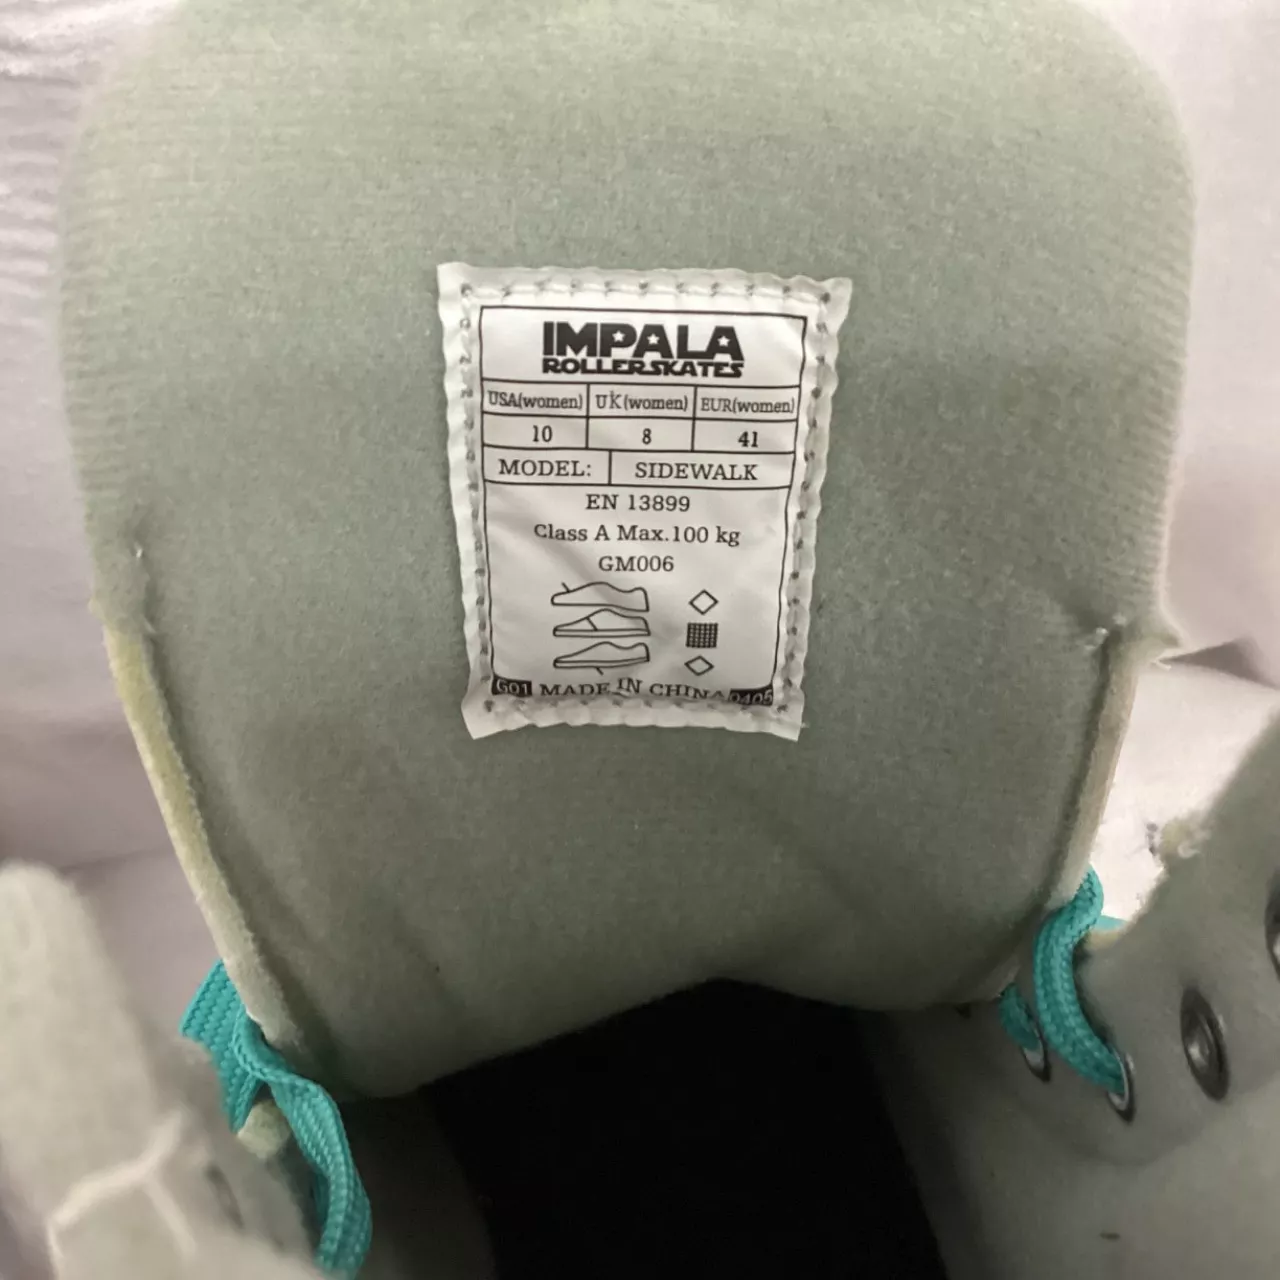 IMPALA
ROLLERSKATES
USA(women) UK(women) EUR(women)
10 8 41
MODEL: SIDEWALK
EN 13899
Class A Max.100 kg
GM006
G01 MADE IN CHINA 0405